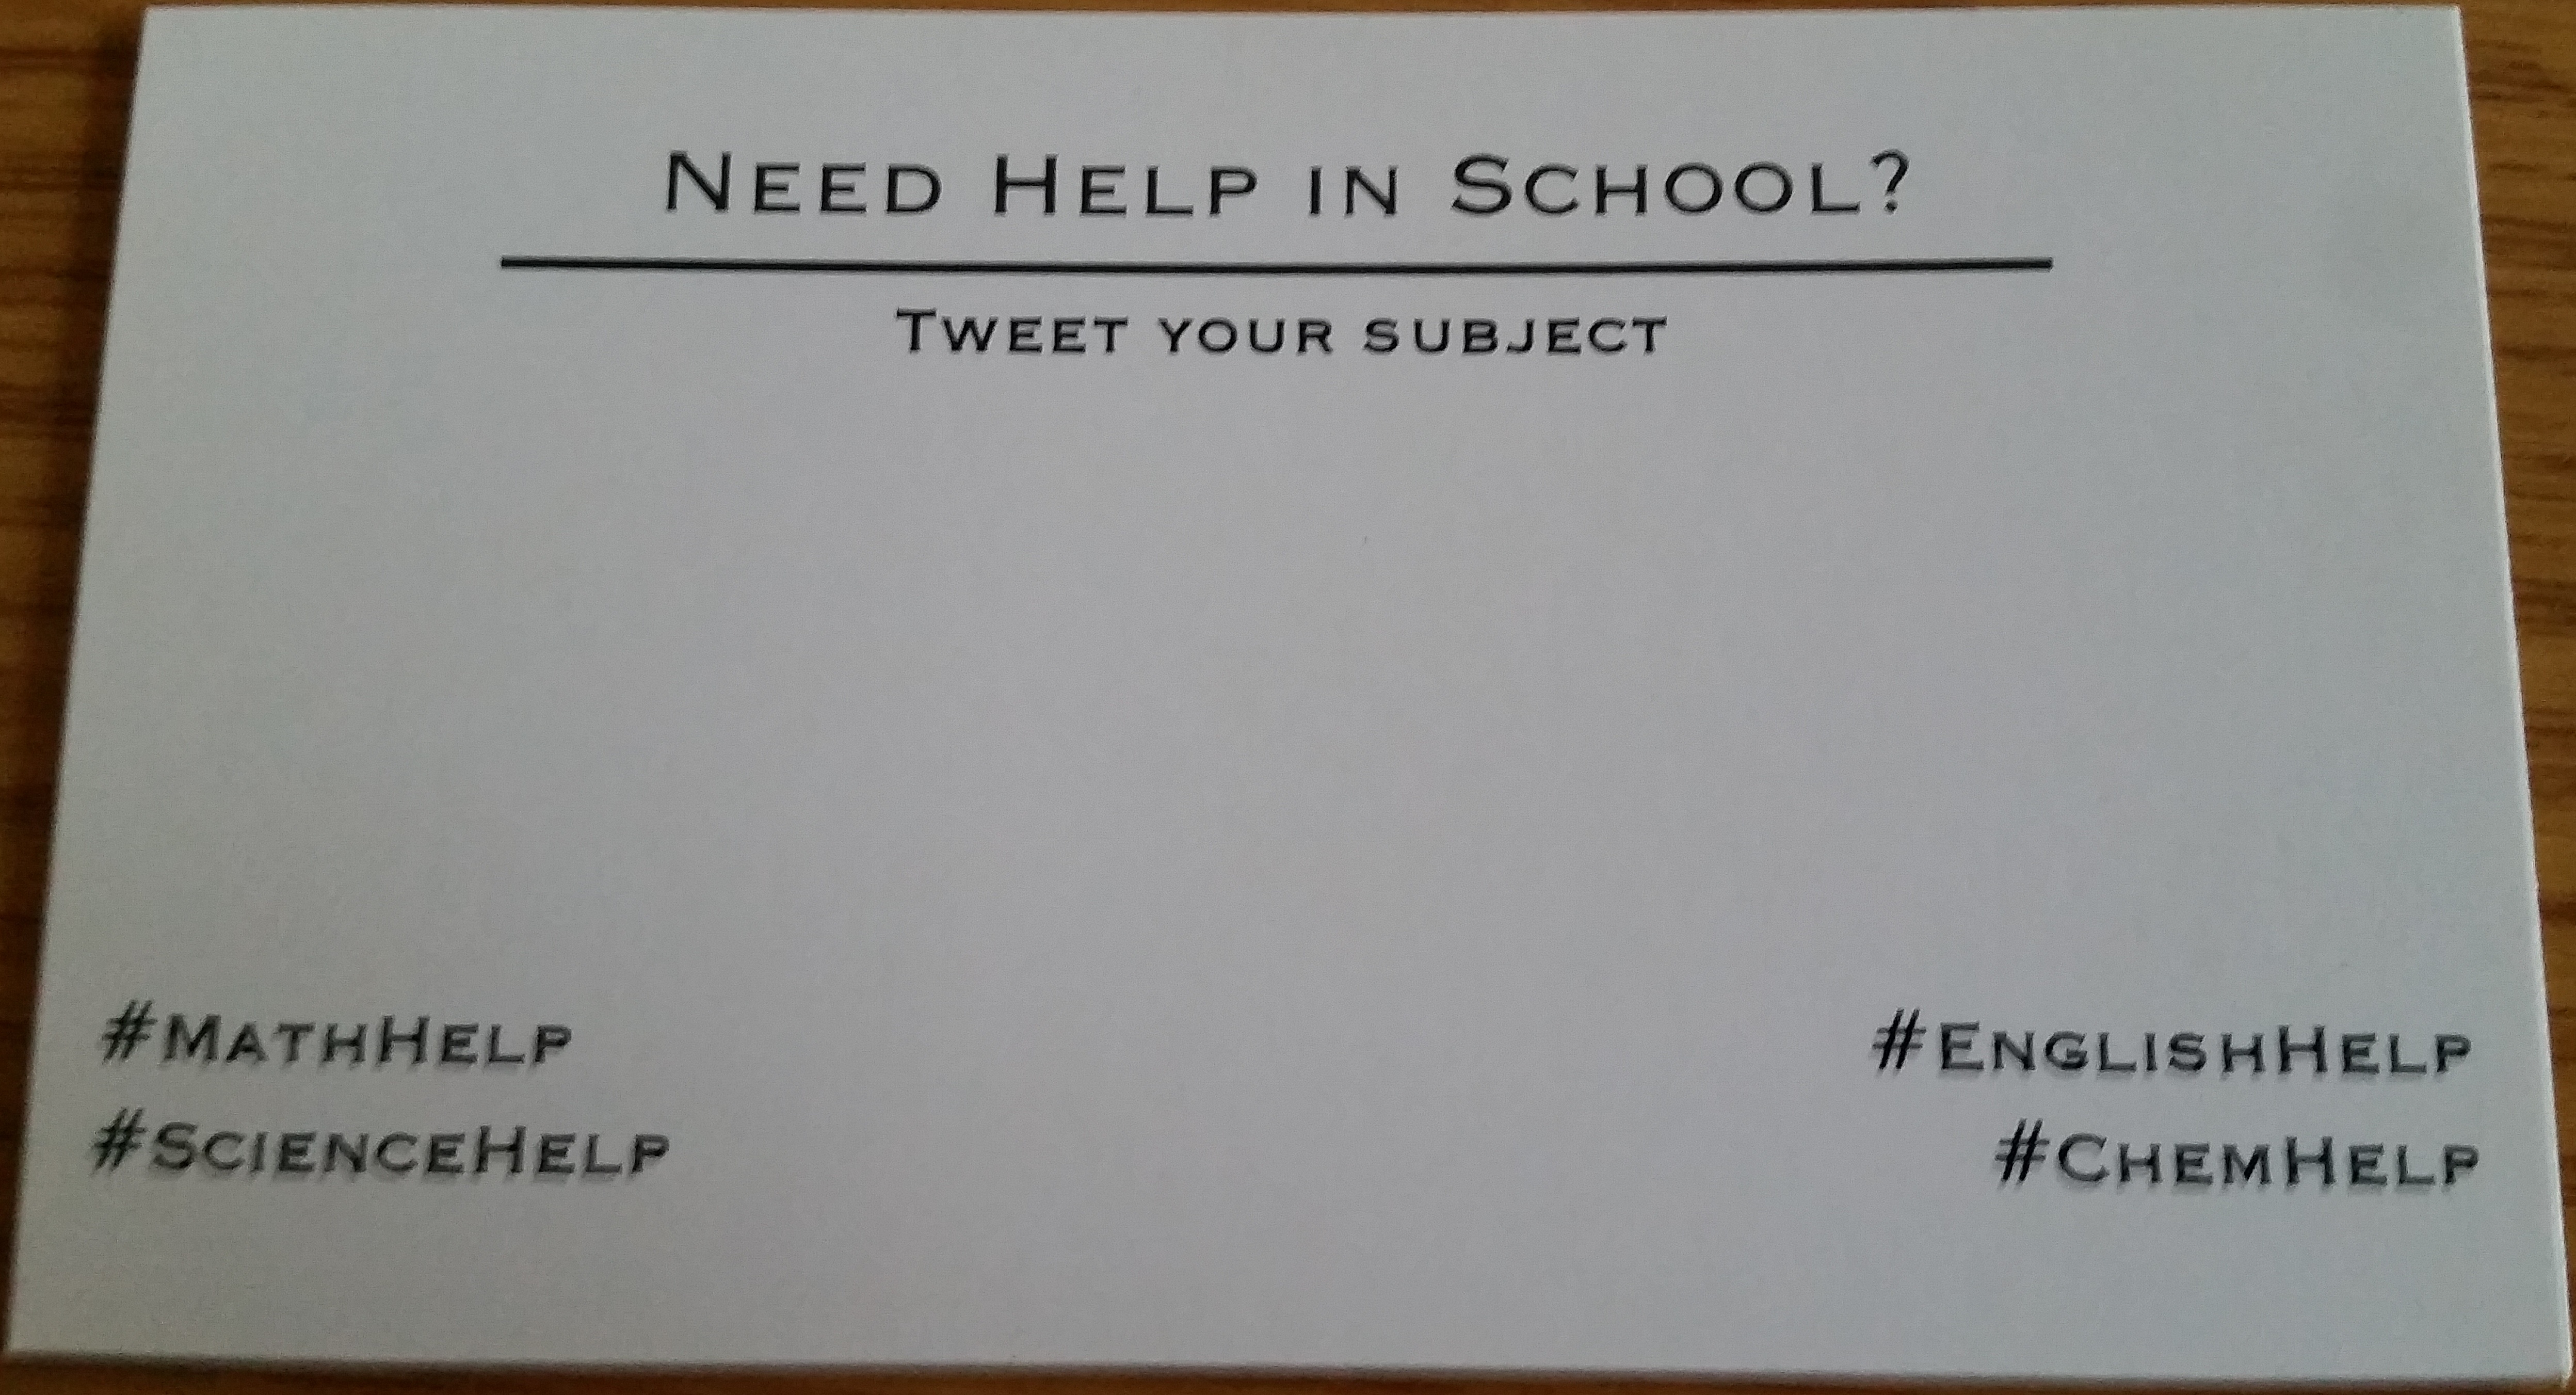 Need Help in School?
Tweet your subject
#MathHelp
#ScienceHelp
#EnglishHelp
#ChemHelp